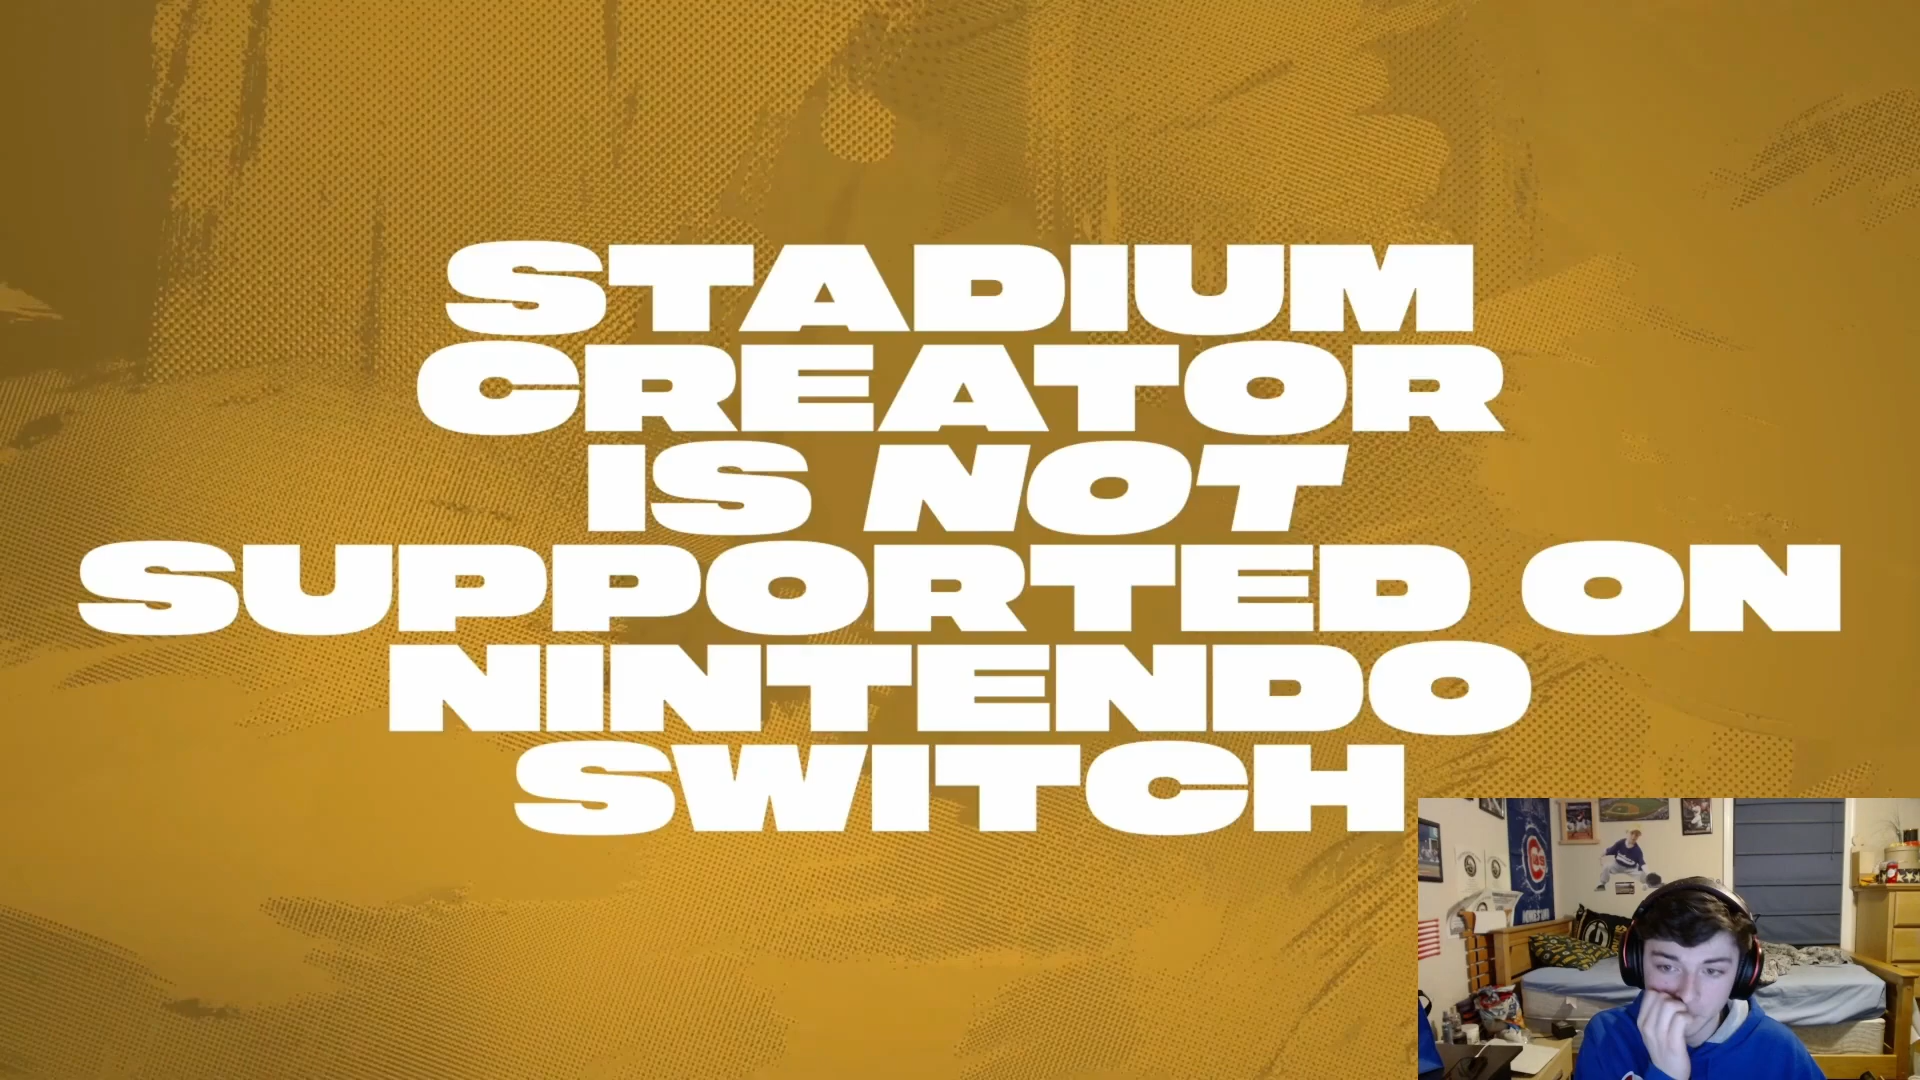 STADIUM
CREATOR
IS NOT
SUPPORTED ON
NINTENDO
SWITCH